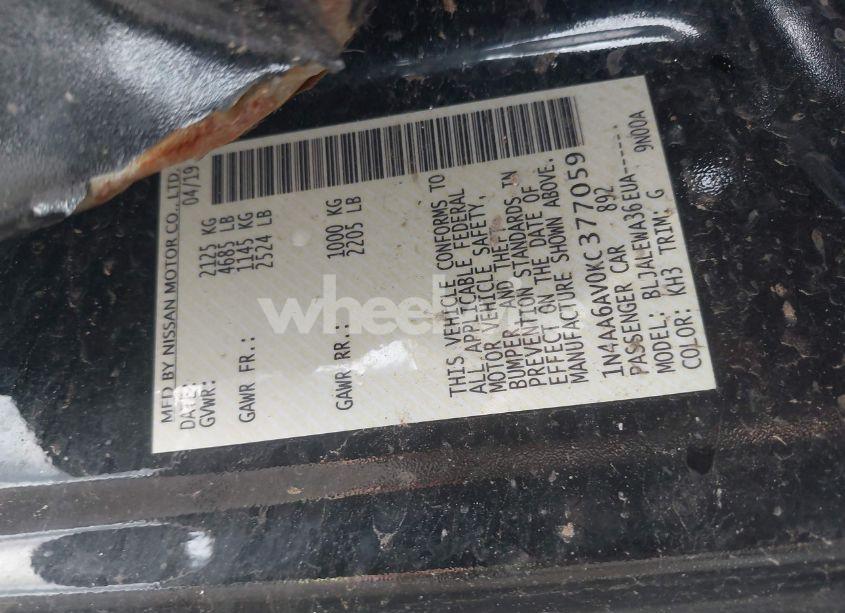 MFD BY NISSAN MOTOR CO., LTD.
DATE: 04/19
GVWR: 2125 KG
4685 LB
GAWR FR.: 1145 KG
2524 LB
GAWR RR.: 1000 KG
2205 LB
THIS VEHICLE CONFORMS TO
ALL APPLICABLE FEDERAL
MOTOR VEHICLE SAFETY,
BUMPER, AND THEFT
PREVENTION STANDARDS IN
EFFECT ON THE DATE OF
MANUFACTURE SHOWN ABOVE.
1N4AA6AV0KC 377059
PASSENGER CAR 892
MODEL: BLJALEWA36EUA------
COLOR: KH3 TRIM: G 9N00A